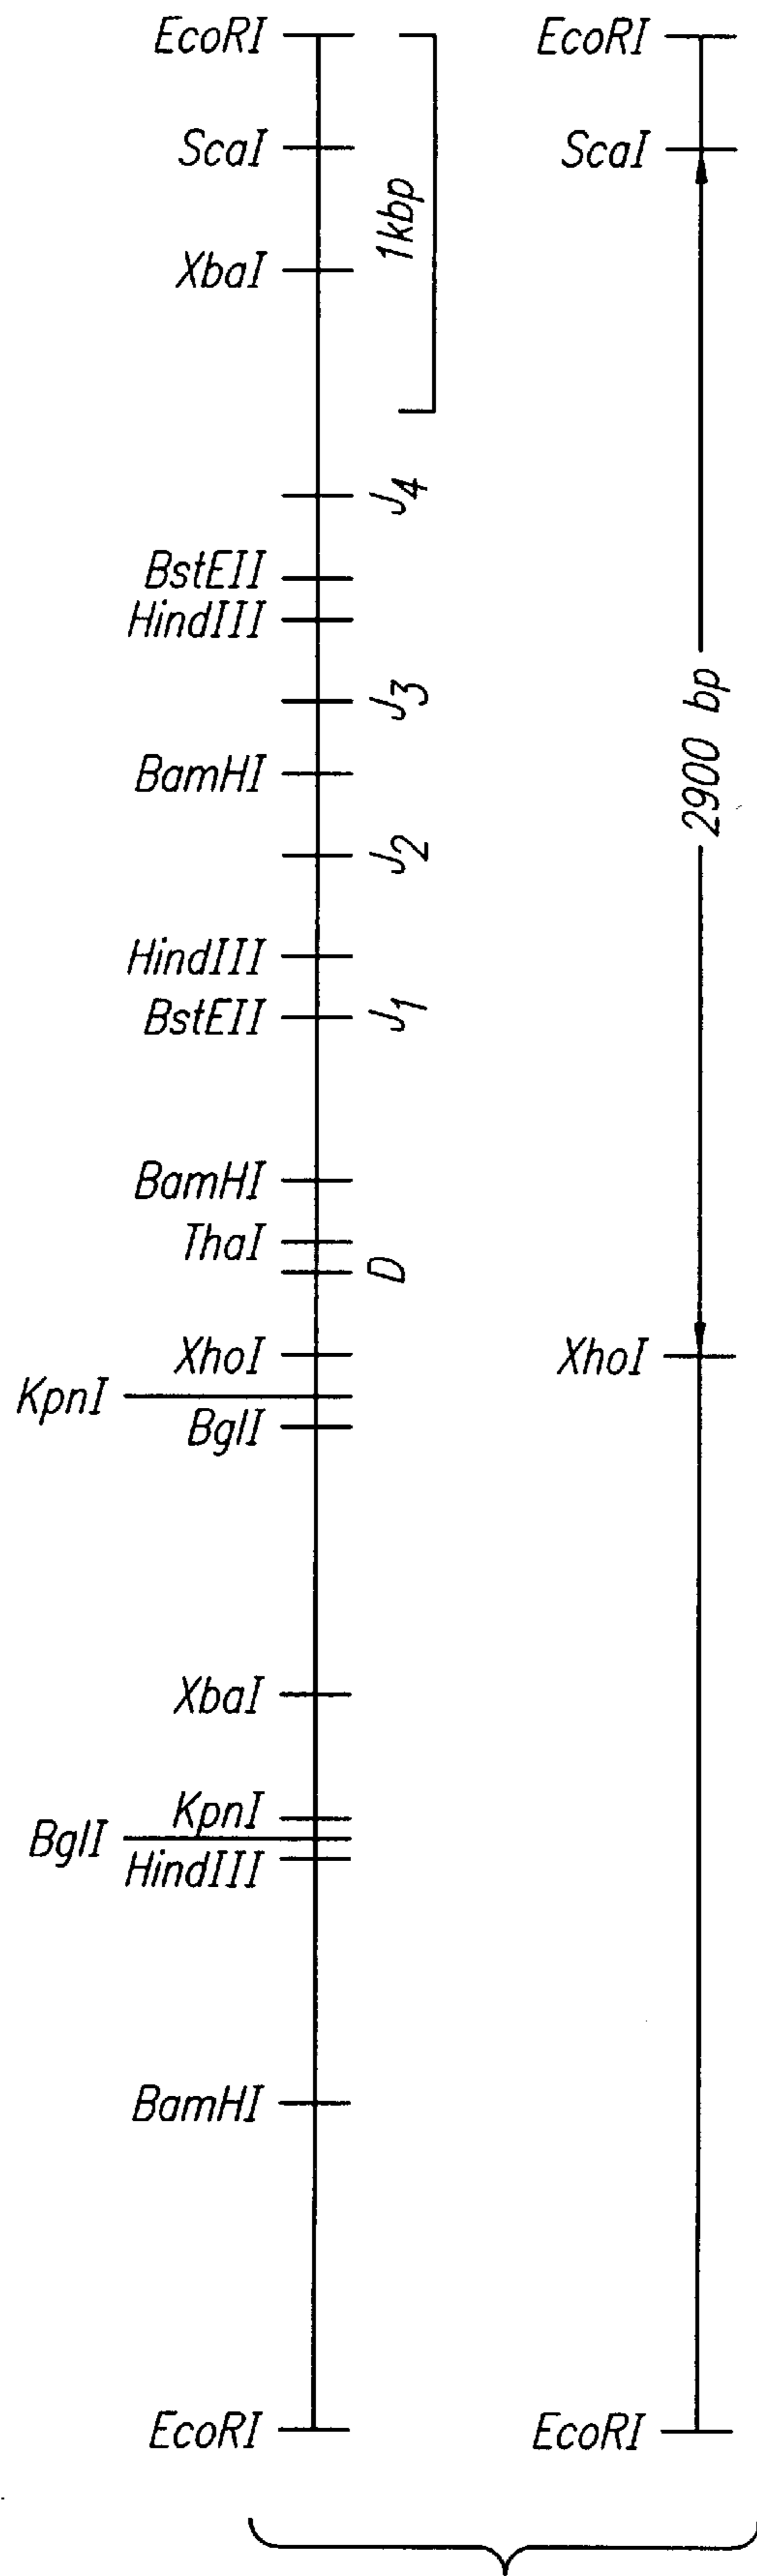 EcoRI
ScaI
XbaI
1kbp
J4
BstEII
HindIII
J3
BamHI
J2
HindIII
BstEII
J1
BamHI
ThaI
D
XhoI
KpnI
BglI
XbaI
KpnI
BglI
HindIII
BamHI
EcoRI
EcoRI
ScaI
2900 bp
XhoI
EcoRI